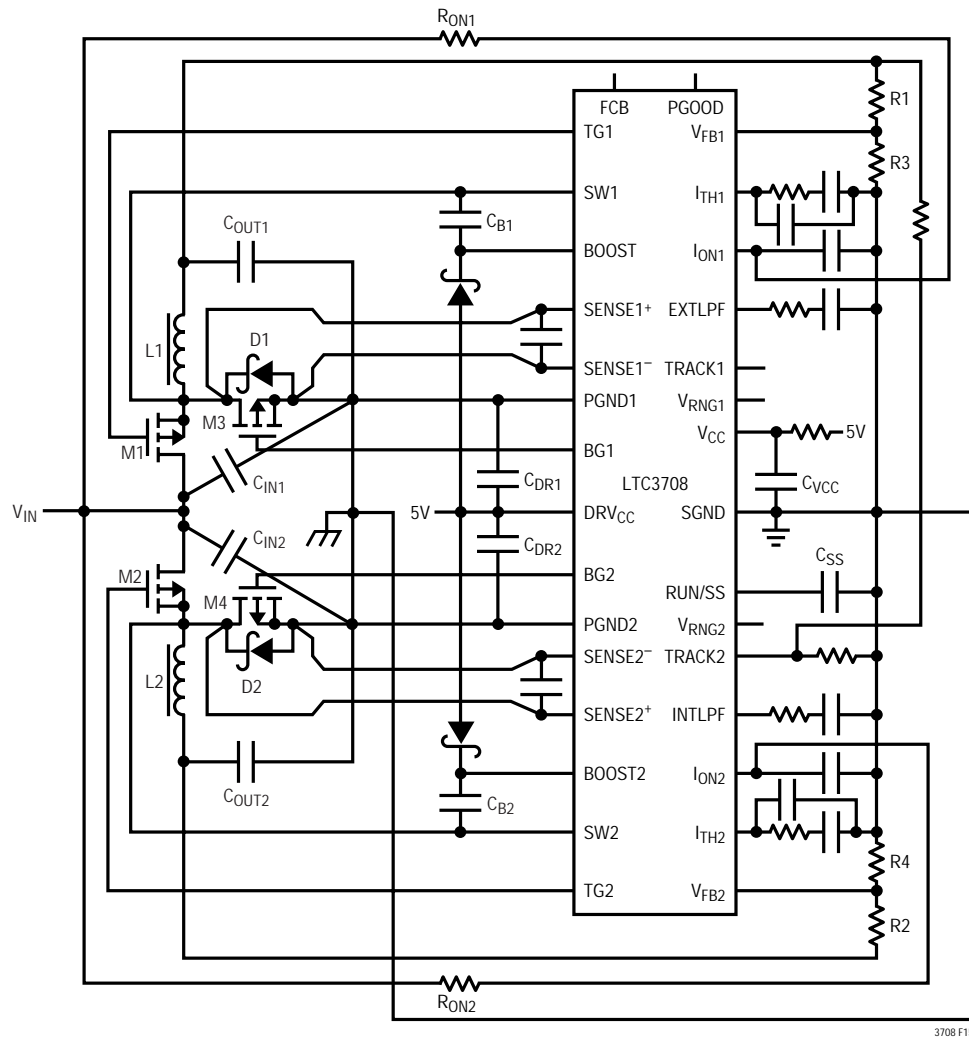 RON1
FCB
PGOOD
TG1
VFB1
R1
R3
SW1
ITH1
COUT1
CB1
BOOST
ION1
SENSE1+
EXTLPF
L1
D1
SENSE1−
TRACK1
M3
PGND1
VRNG1
M1
BG1
VCC
5V
CIN1
CDR1
LTC3708
CVCC
VIN
5V
DRVCC
SGND
CIN2
CDR2
CSS
M2
M4
BG2
RUN/SS
PGND2
VRNG2
SENSE2−
TRACK2
L2
D2
SENSE2+
INTLPF
COUT2
BOOST2
ION2
CB2
SW2
ITH2
R4
TG2
VFB2
R2
RON2
3708 F1